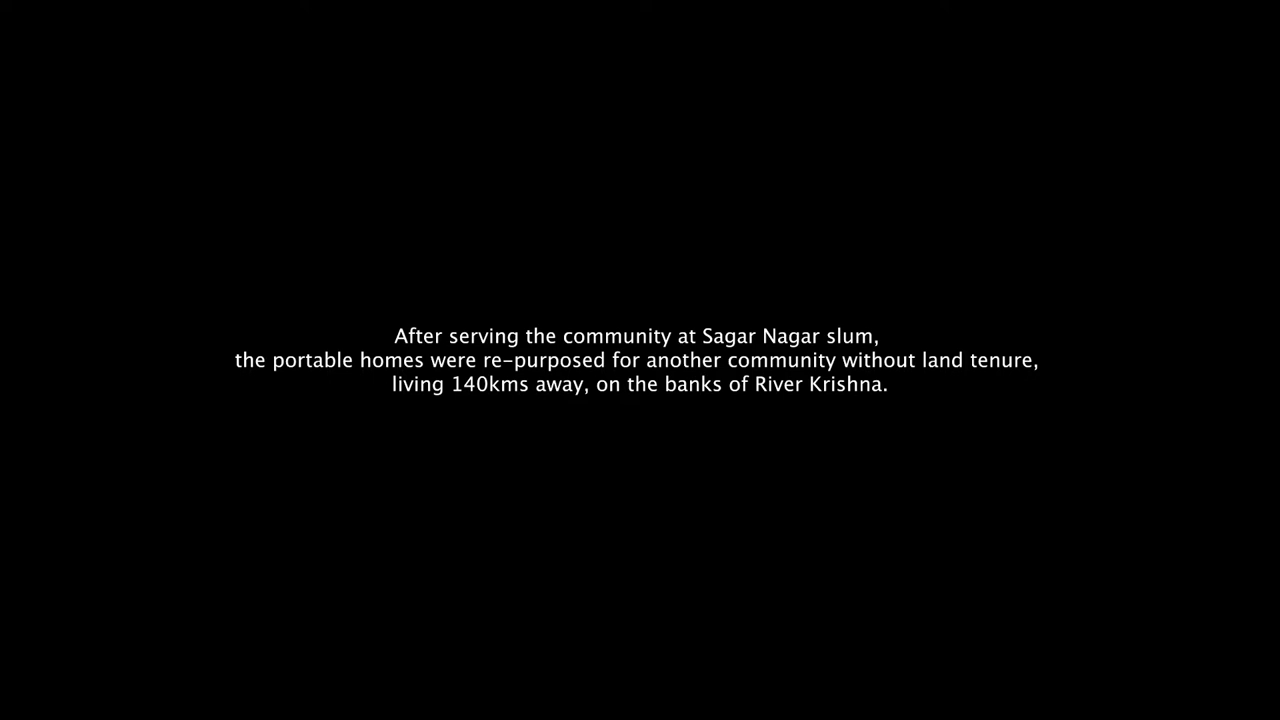 After serving the community at Sagar Nagar slum,
the portable homes were re-purposed for another community without land tenure,
living 140kms away, on the banks of River Krishna.